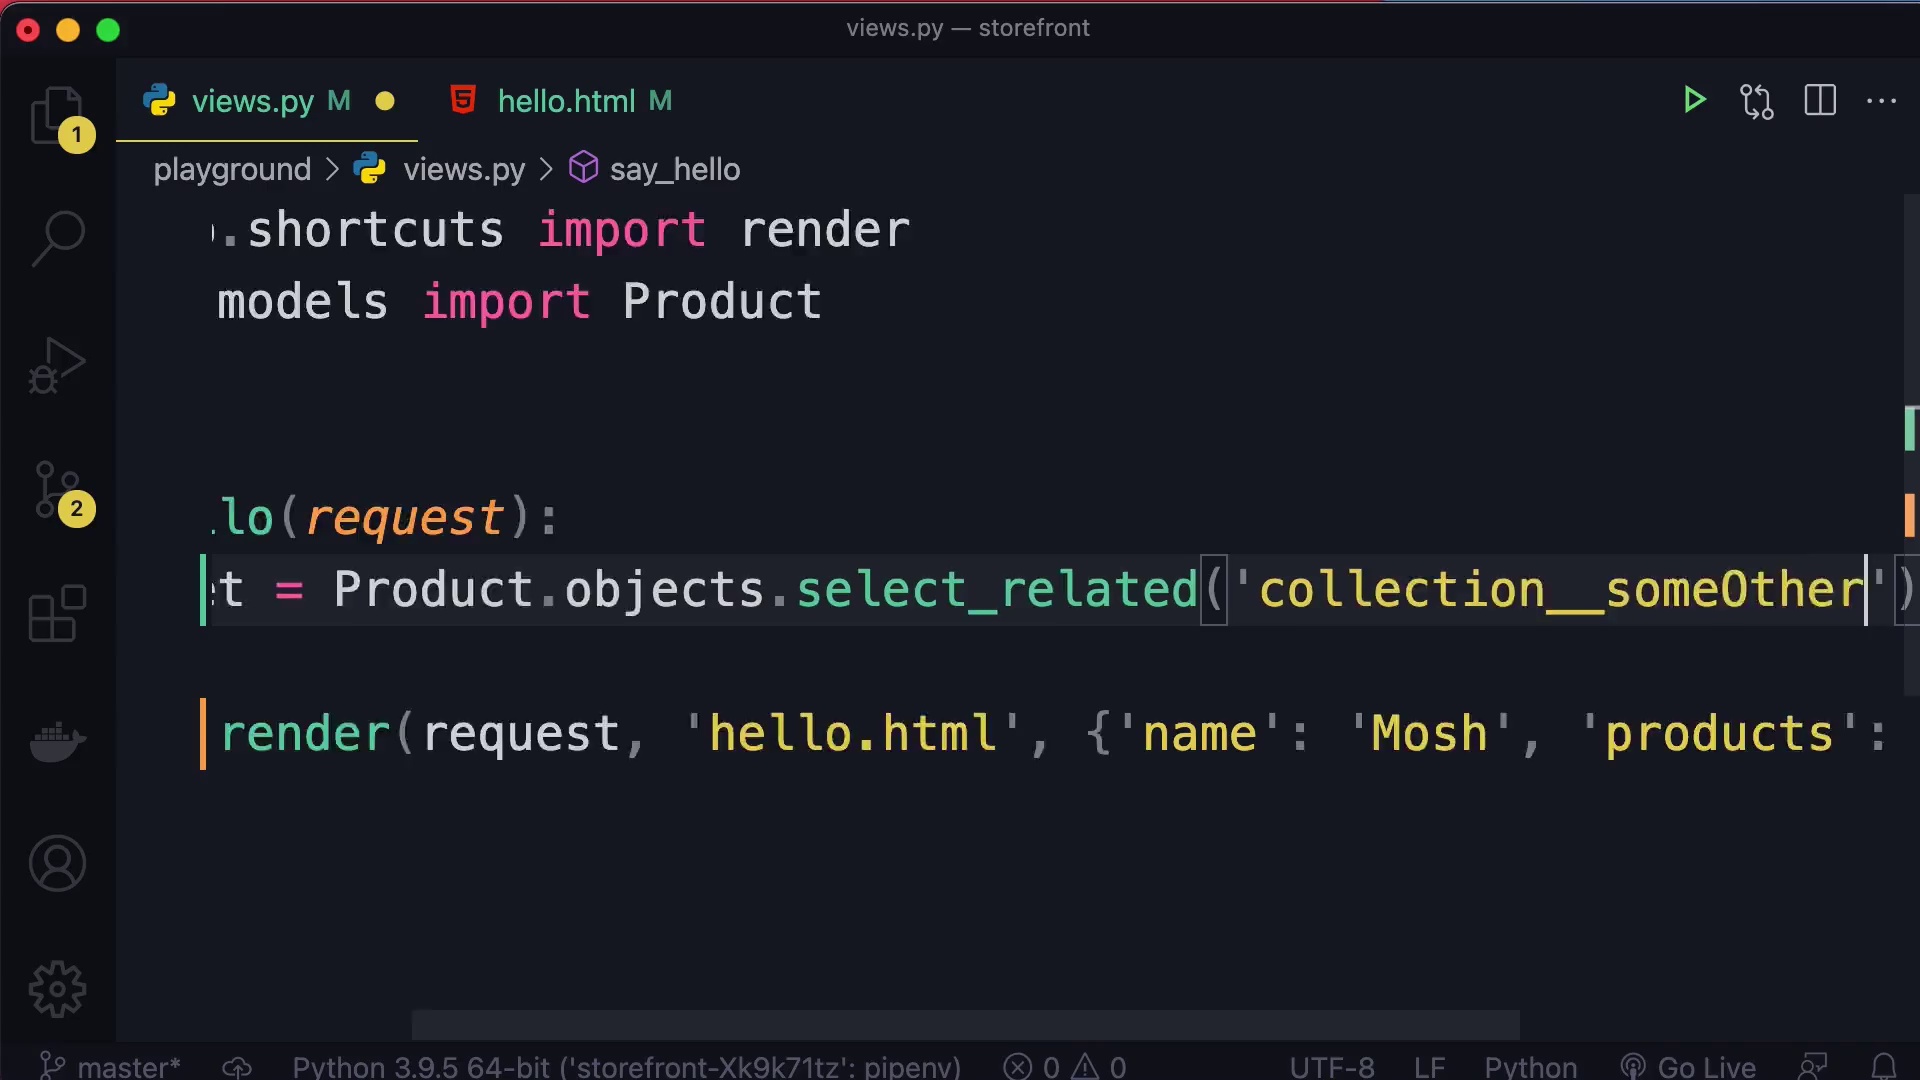 views.py — storefront
views.py M
hello.html M
1
playground > views.py > say_hello
.shortcuts import render
models import Product
2
lo(request):
t = Product.objects.select_related('collection__someOther')
render(request, 'hello.html', {'name': 'Mosh', 'products':
master* Python 3.9.5 64-bit ('storefront-Xk9k71tz': pipenv) 0 0 UTF-8 LF Python Go Live